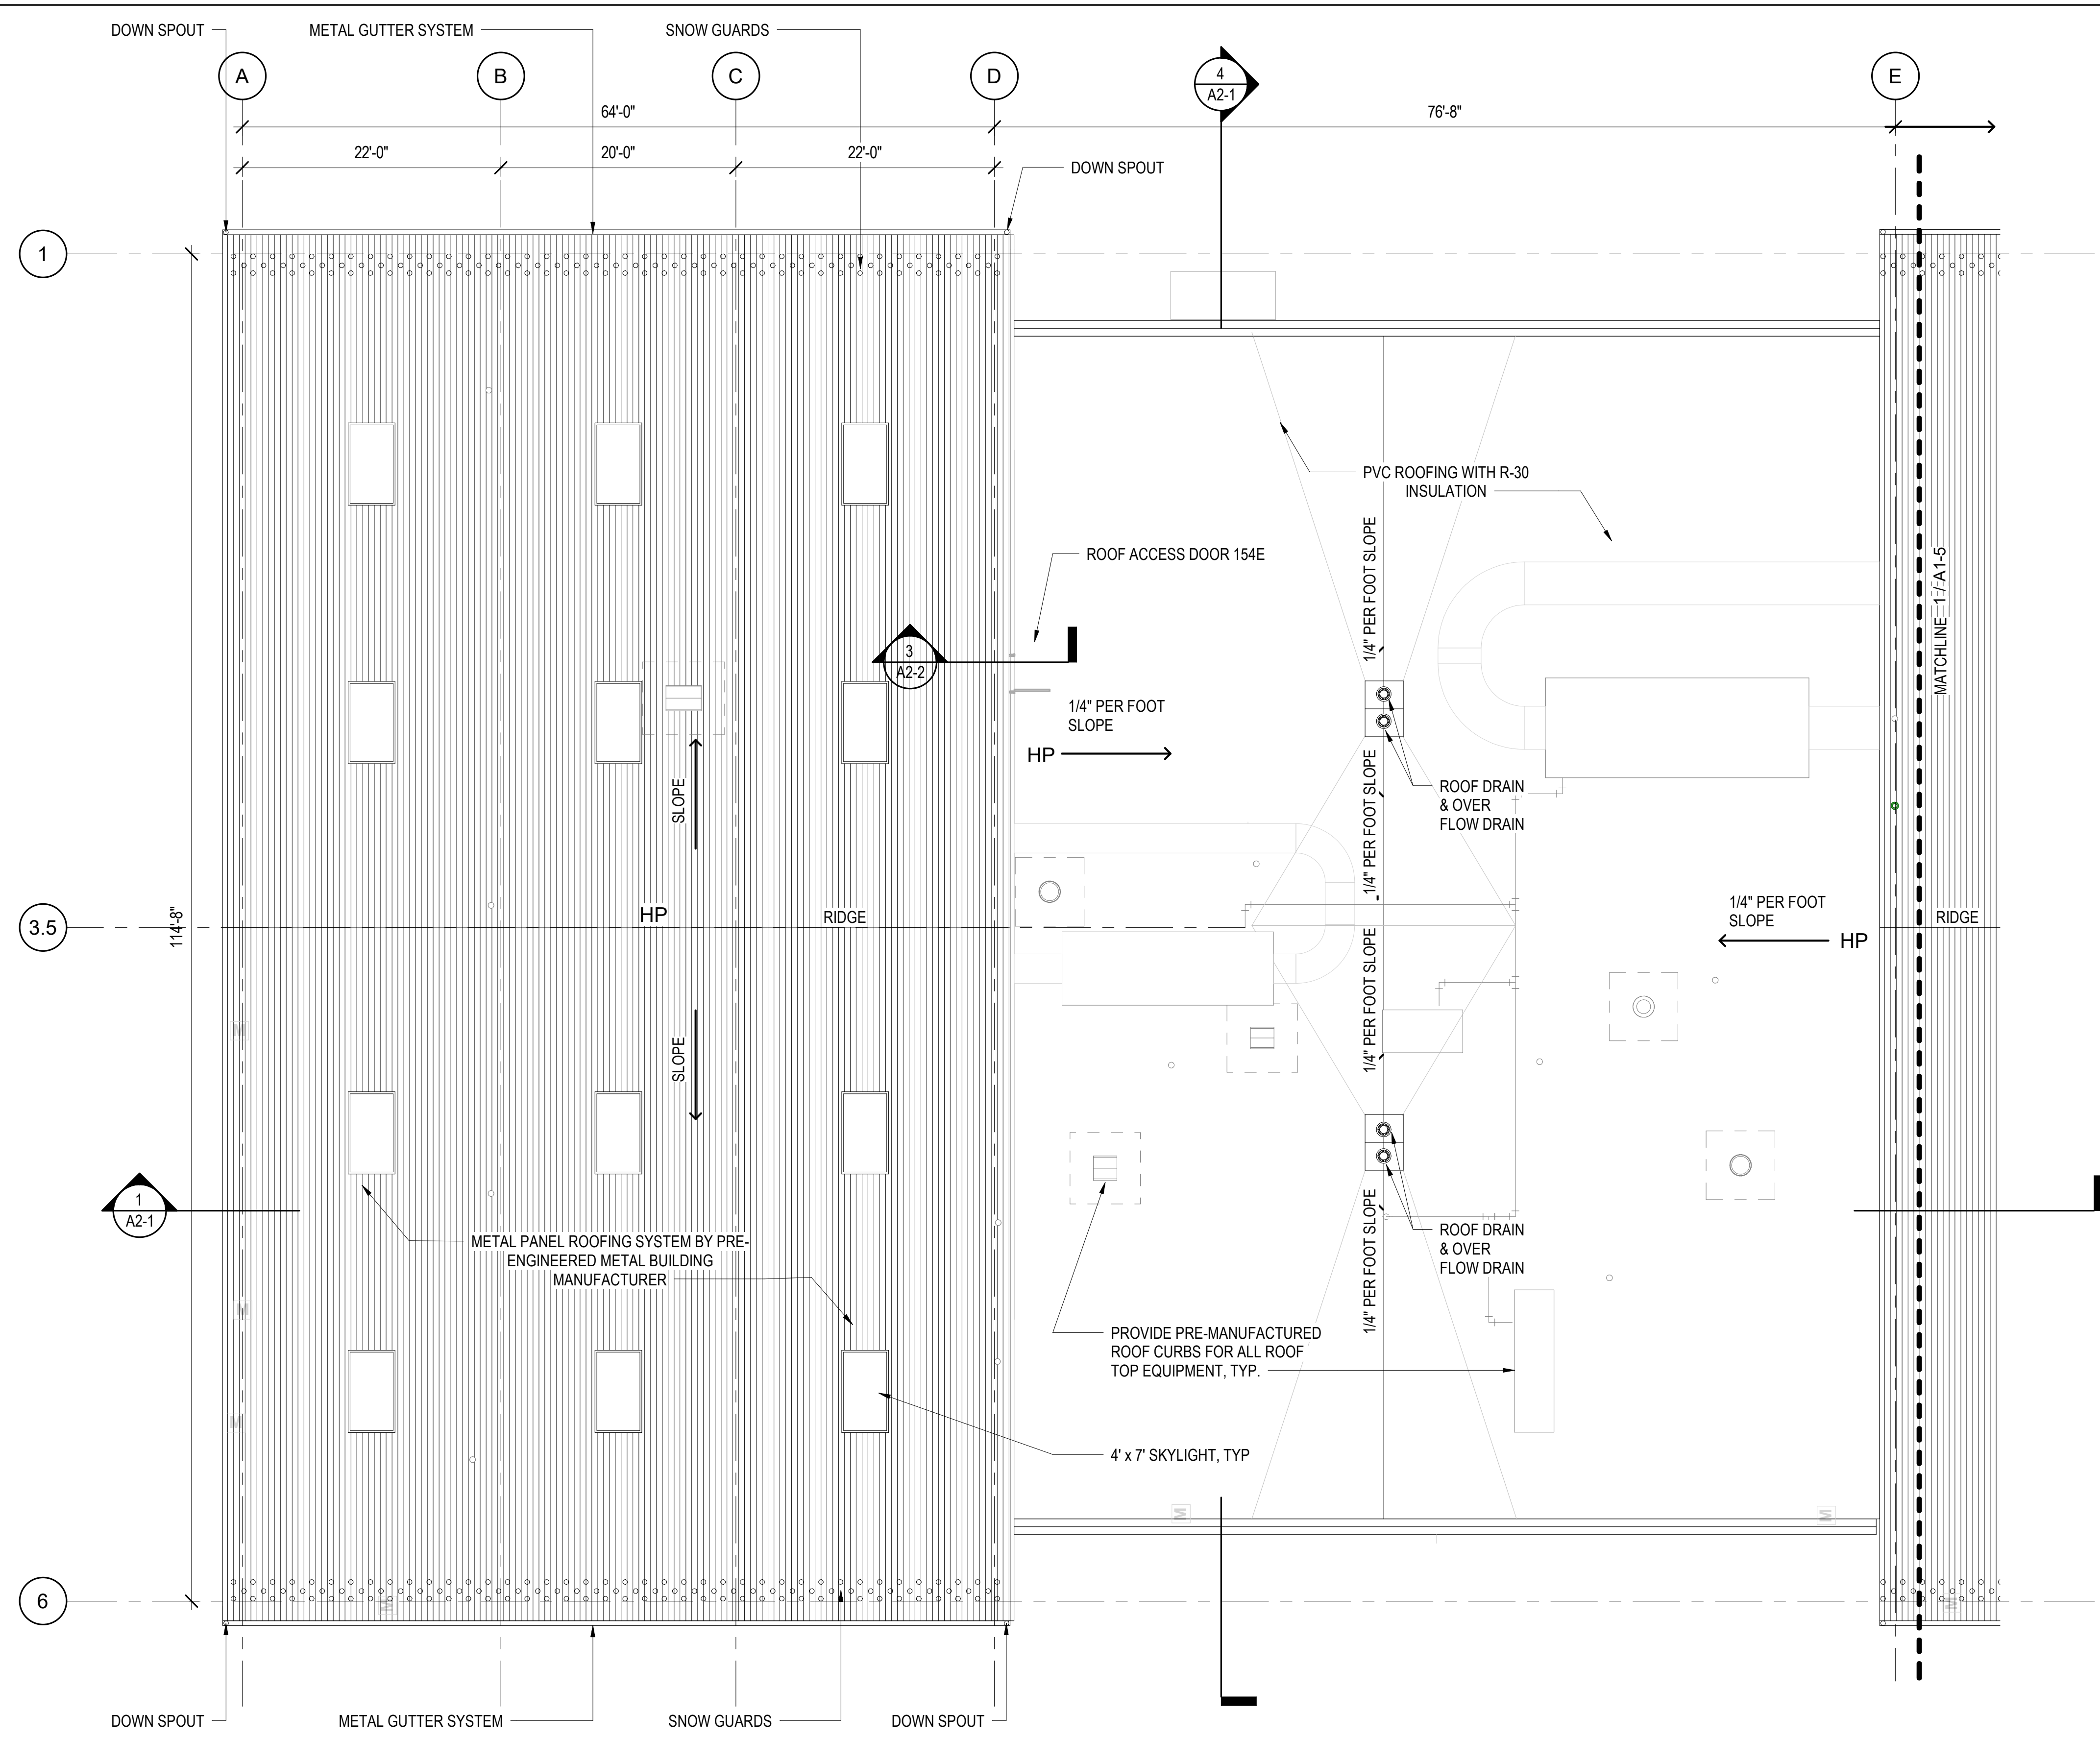 DOWN SPOUT
METAL GUTTER SYSTEM
SNOW GUARDS
A
B
C
D
4
A2-1
E
64'-0"
76'-8"
22'-0"
20'-0"
22'-0"
DOWN SPOUT
1
PVC ROOFING WITH R-30
INSULATION
ROOF ACCESS DOOR 154E
1/4" PER FOOT SLOPE
MATCHLINE 1 / A1-5
3
A2-2
1/4" PER FOOT
SLOPE
HP
SLOPE
1/4" PER FOOT SLOPE
ROOF DRAIN
& OVER
FLOW DRAIN
3.5
114'-8"
HP
RIDGE
1/4" PER FOOT
SLOPE
HP
RIDGE
1/4" PER FOOT SLOPE
SLOPE
M
1
A2-1
METAL PANEL ROOFING SYSTEM BY PRE-
ENGINEERED METAL BUILDING
MANUFACTURER
1/4" PER FOOT SLOPE
ROOF DRAIN
& OVER
FLOW DRAIN
M
PROVIDE PRE-MANUFACTURED
ROOF CURBS FOR ALL ROOF
TOP EQUIPMENT, TYP.
M
4' x 7' SKYLIGHT, TYP
M
M
6
M
M
DOWN SPOUT
METAL GUTTER SYSTEM
SNOW GUARDS
DOWN SPOUT